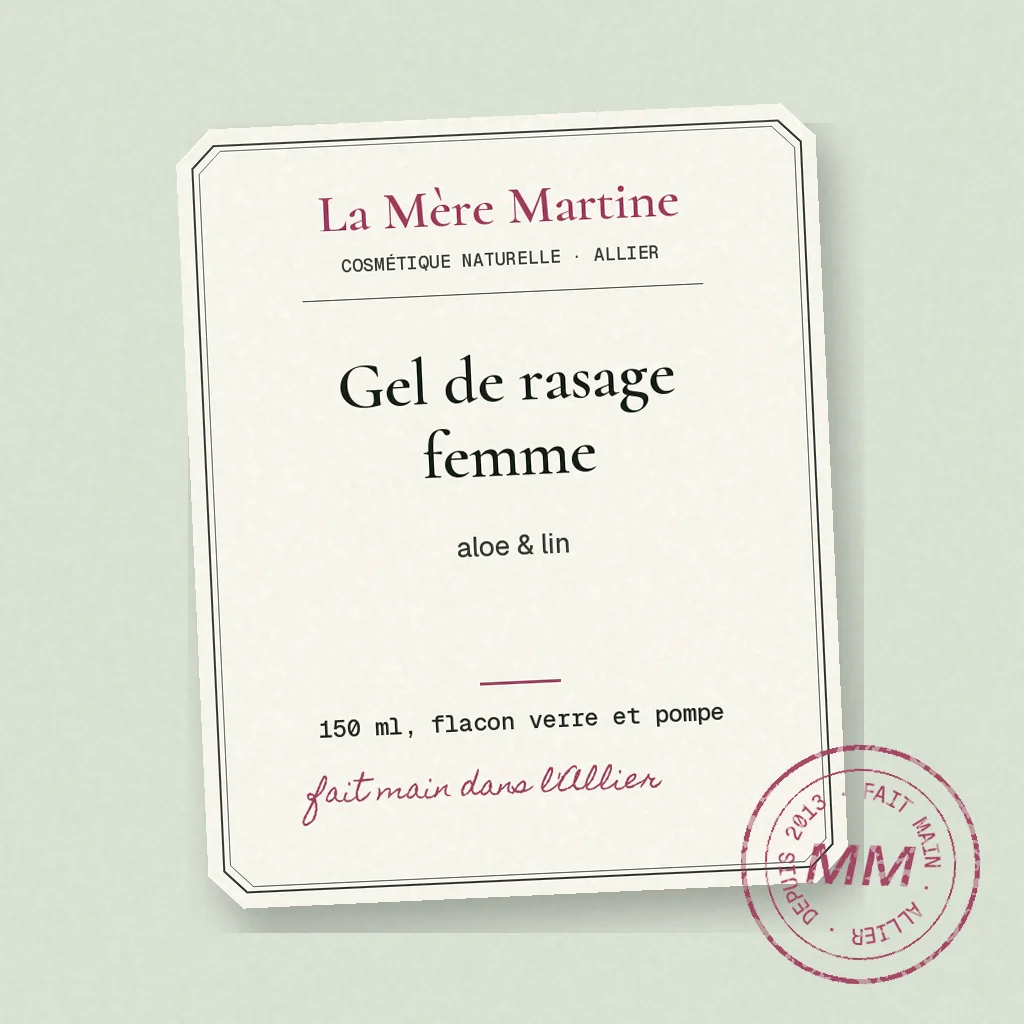 La Mère Martine
COSMÉTIQUE NATURELLE · ALLIER
Gel de rasage
femme
aloe & lin
150 ml, flacon verre et pompe
fait main dans l'Allier
· FAIT MAIN · ALLIER · DEPUIS 2013
MM